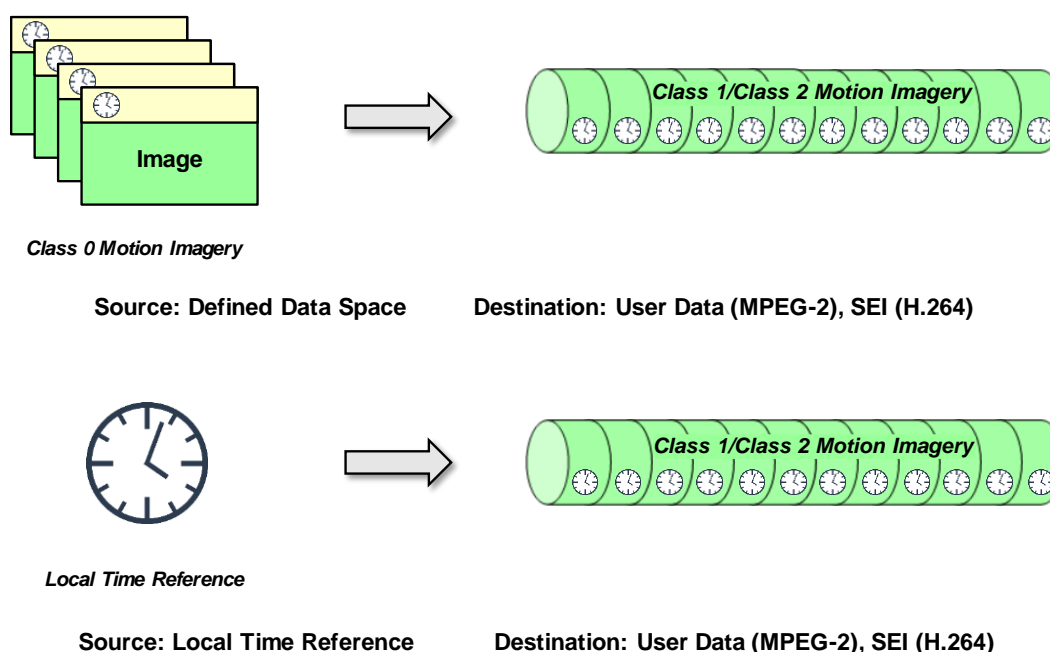 Class 1/Class 2 Motion Imagery
Image
Class 0 Motion Imagery
Source: Defined Data Space
Destination: User Data (MPEG-2), SEI (H.264)
Class 1/Class 2 Motion Imagery
Local Time Reference
Source: Local Time Reference
Destination: User Data (MPEG-2), SEI (H.264)